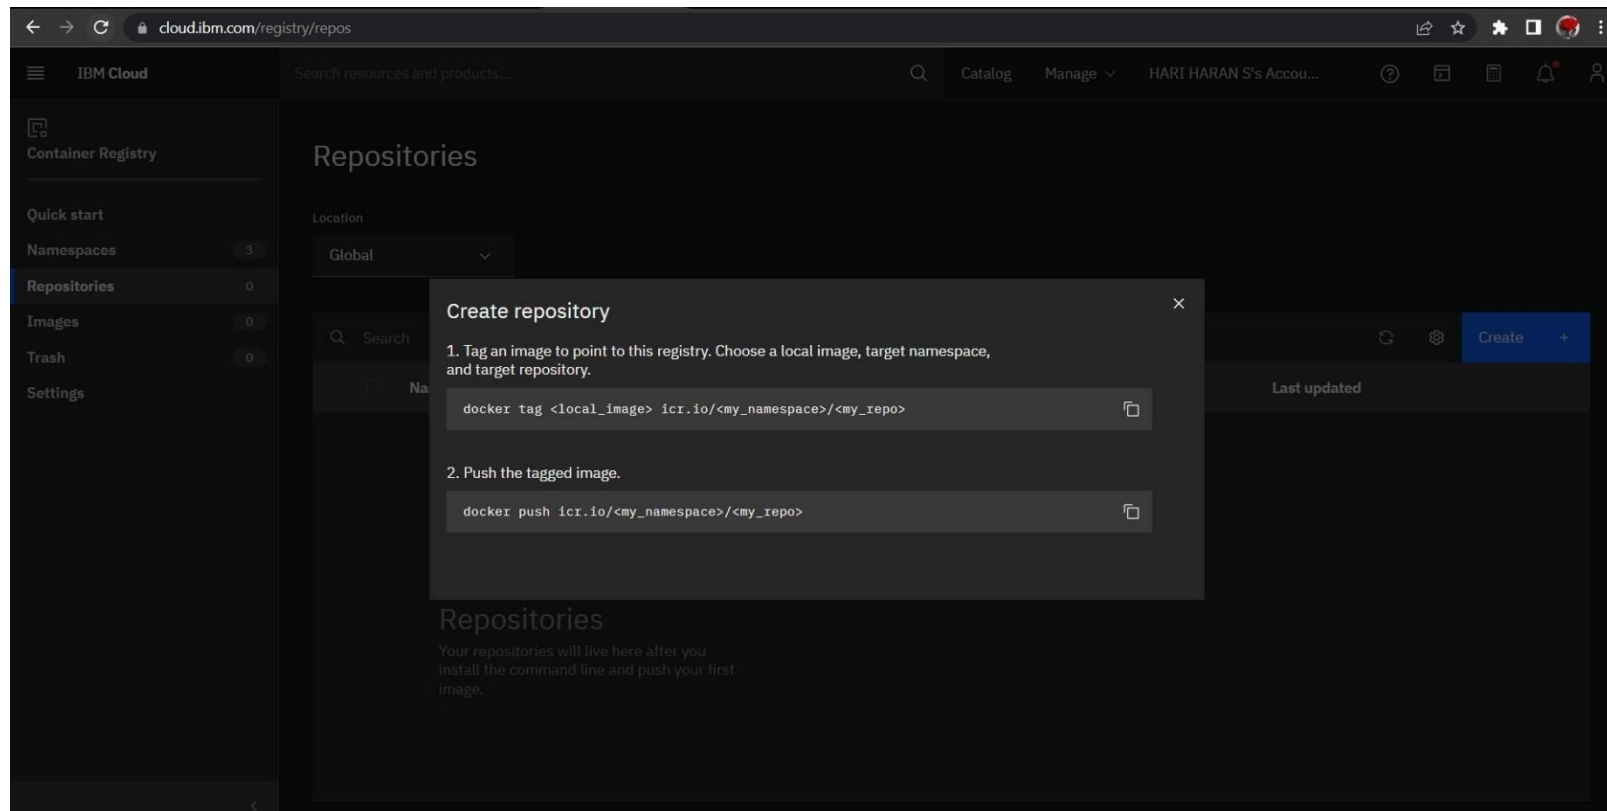 cloud.ibm.com/registry/repos
IBM Cloud
Search resources and products...
Catalog
Manage
HARI HARAN S's Accou...
Container Registry
Quick start
Namespaces 3
Repositories 0
Images 0
Trash 0
Settings
Repositories
Location
Global
Search
Create +
Na
Last updated
Create repository
1. Tag an image to point to this registry. Choose a local image, target namespace,
and target repository.
docker tag <local_image> icr.io/<my_namespace>/<my_repo>
2. Push the tagged image.
docker push icr.io/<my_namespace>/<my_repo>
Repositories
Your repositories will live here after you
install the command line and push your first
image.